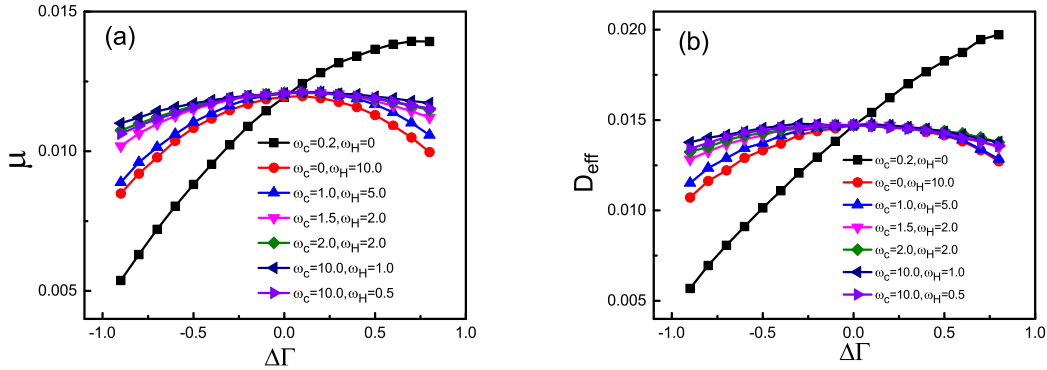 (a)
0.015
0.010
0.005
μ
-1.0 -0.5 0.0 0.5 1.0
ΔΓ
ω_c=0.2,ω_H=0
ω_c=0,ω_H=10.0
ω_c=1.0,ω_H=5.0
ω_c=1.5,ω_H=2.0
ω_c=2.0,ω_H=2.0
ω_c=10.0,ω_H=1.0
ω_c=10.0,ω_H=0.5
(b)
0.020
0.015
0.010
0.005
D_eff
-1.0 -0.5 0.0 0.5 1.0
ΔΓ
ω_c=0.2,ω_H=0
ω_c=0,ω_H=10.0
ω_c=1.0,ω_H=5.0
ω_c=1.5,ω_H=2.0
ω_c=2.0,ω_H=2.0
ω_c=10.0,ω_H=1.0
ω_c=10.0,ω_H=0.5